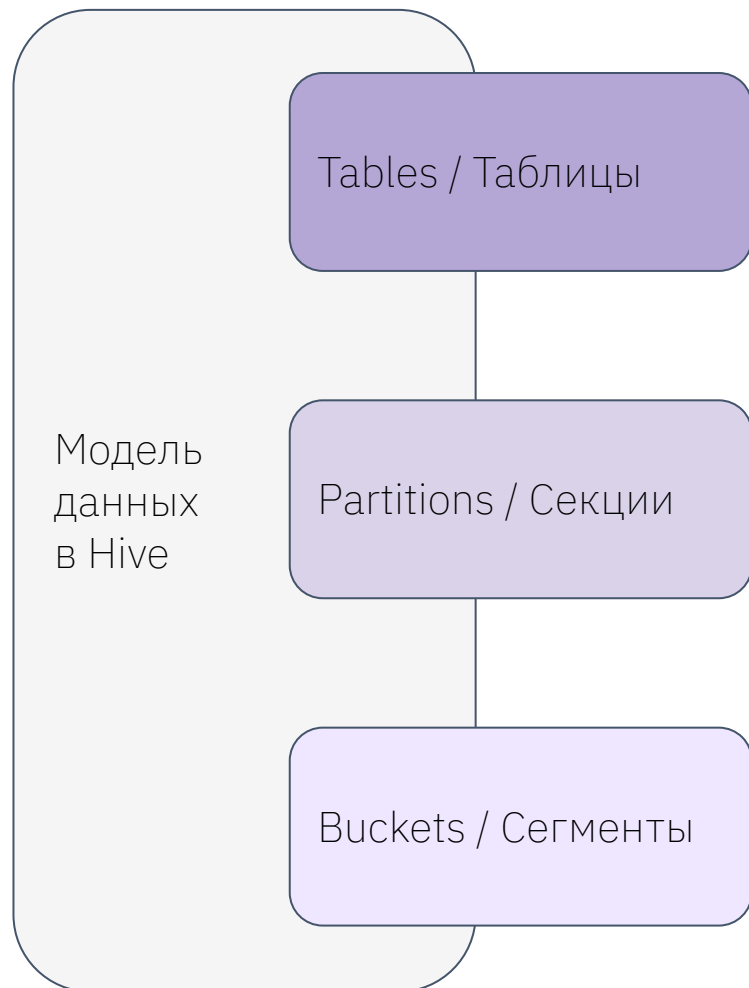 Tables / Таблицы
Модель
данных
в Hive
Partitions / Секции
Buckets / Сегменты